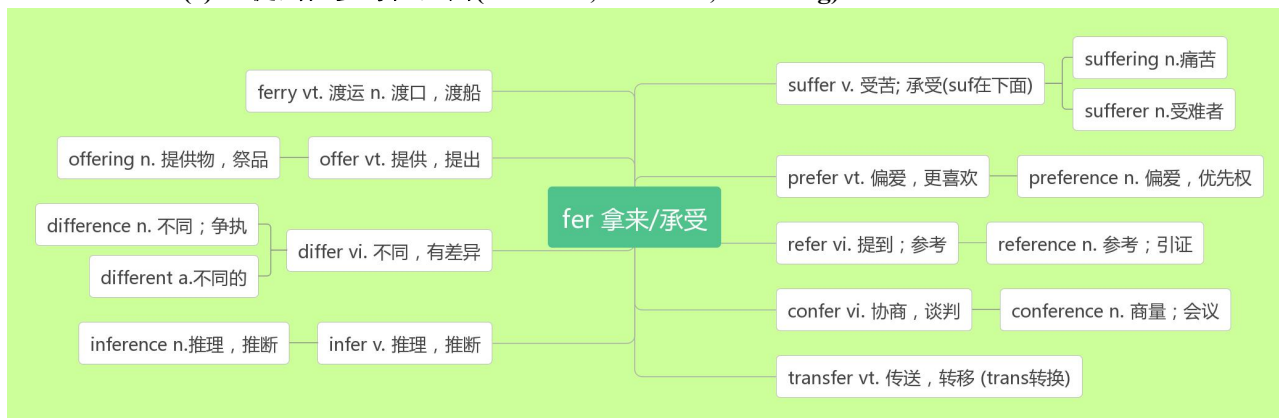 suffering n.痛苦
suffer v. 受苦; 承受(suf在下面)
sufferer n.受难者
ferry vt. 渡运 n. 渡口，渡船
offering n. 提供物，祭品
offer vt. 提供，提出
prefer vt. 偏爱，更喜欢
preference n. 偏爱，优先权
fer 拿来/承受
difference n. 不同；争执
differ vi. 不同，有差异
different a.不同的
refer vi. 提到；参考
reference n. 参考；引证
confer vi. 协商，谈判
conference n. 商量；会议
inference n.推理，推断
infer v. 推理，推断
transfer vt. 传送，转移 (trans转换)